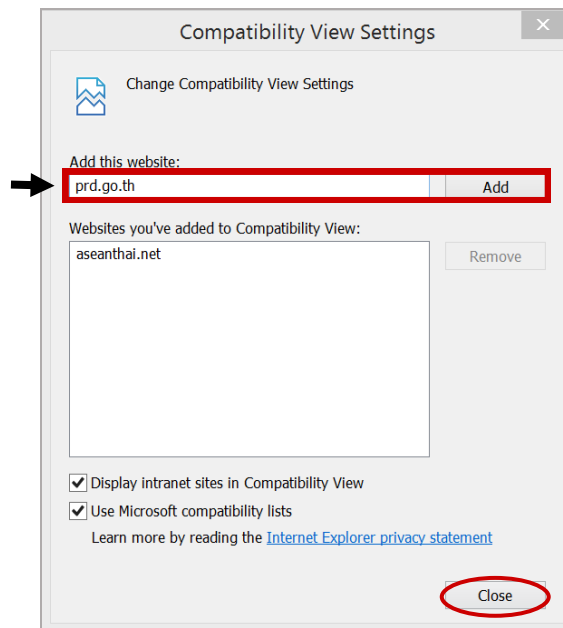 Compatibility View Settings
Change Compatibility View Settings
Add this website:
prd.go.th
Add
Websites you've added to Compatibility View:
aseanthai.net
Remove
Display intranet sites in Compatibility View
Use Microsoft compatibility lists
Learn more by reading the Internet Explorer privacy statement
Close